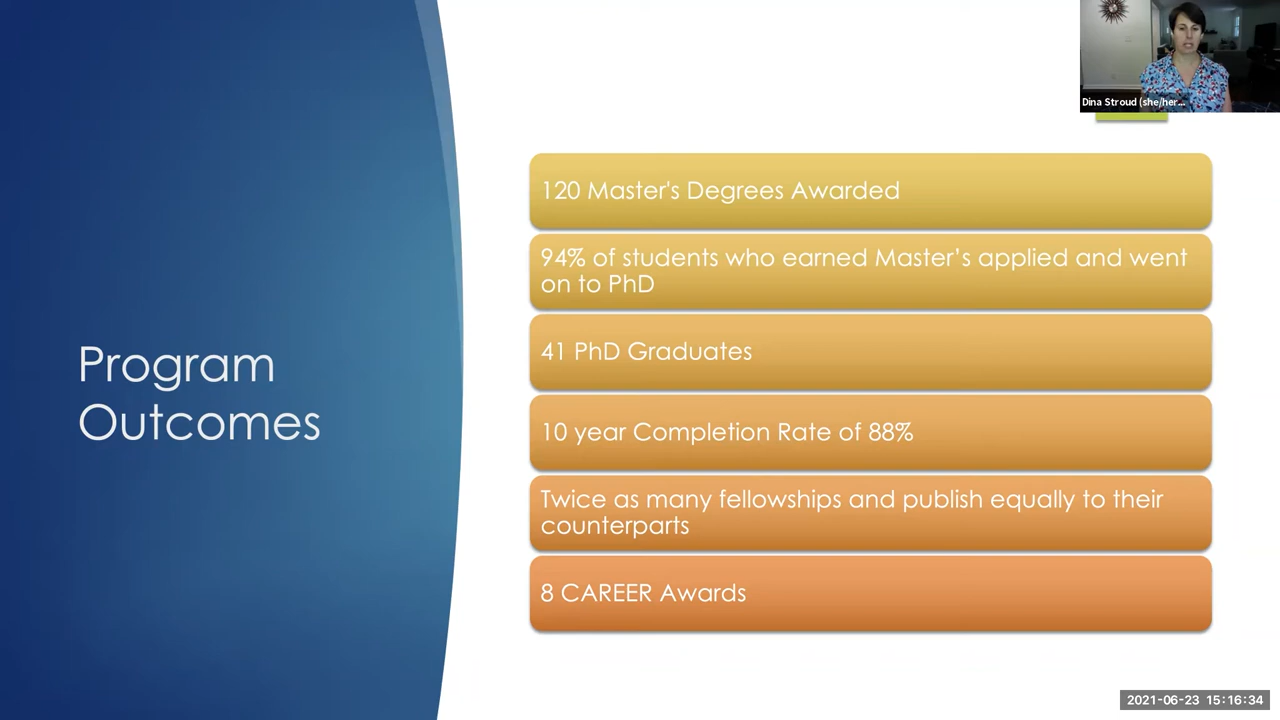 Dina Stroud (she/her...
120 Master's Degrees Awarded
94% of students who earned Master’s applied and went
on to PhD
41 PhD Graduates
Program
Outcomes
10 year Completion Rate of 88%
Twice as many fellowships and publish equally to their
counterparts
8 CAREER Awards
2021-06-23 15:16:34